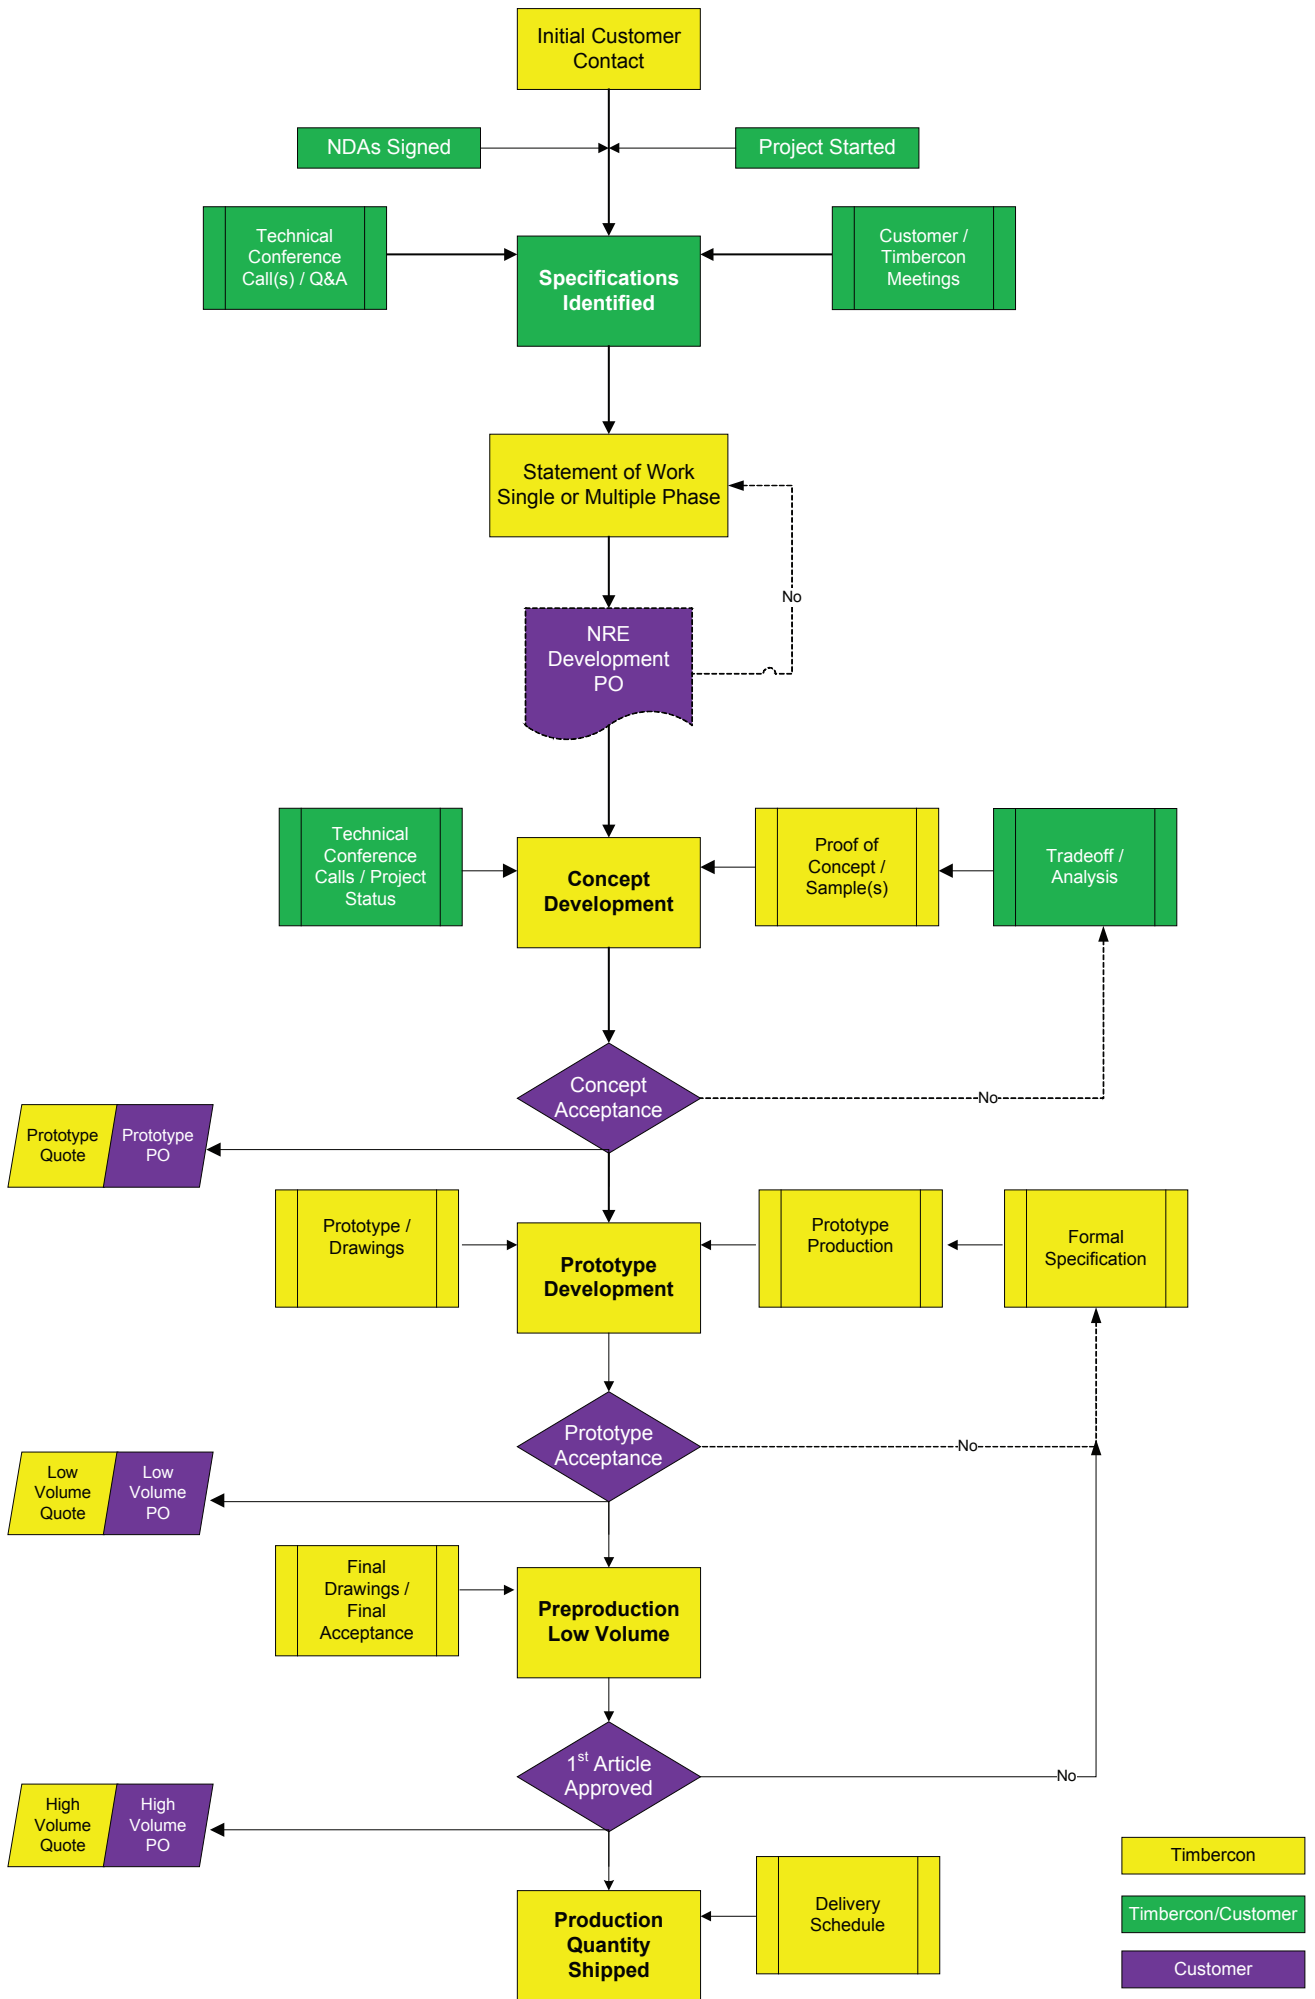 Initial Customer
Contact
NDAs Signed
Project Started
Technical
Conference
Call(s) / Q&A
Specifications
Identified
Customer /
Timbercon
Meetings
Statement of Work
Single or Multiple Phase
No
NRE
Development
PO
Technical
Conference
Calls / Project
Status
Concept
Development
Proof of
Concept /
Sample(s)
Tradeoff /
Analysis
Concept
Acceptance
No
Prototype
Quote
Prototype
PO
Prototype /
Drawings
Prototype
Development
Prototype
Production
Formal
Specification
Prototype
Acceptance
No
Low
Volume
Quote
Low
Volume
PO
Final
Drawings /
Final
Acceptance
Preproduction
Low Volume
1st Article
Approved
No
High
Volume
Quote
High
Volume
PO
Production
Quantity
Shipped
Delivery
Schedule
Timbercon
Timbercon/Customer
Customer